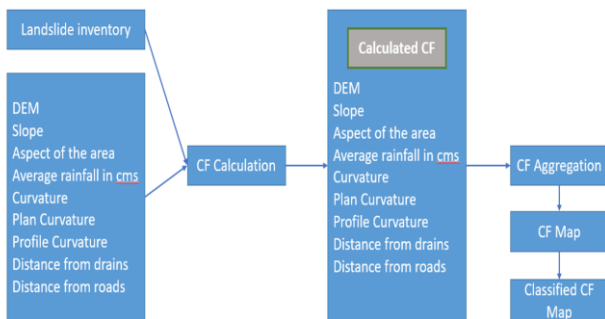 Landslide inventory
DEM
Slope
Aspect of the area
Average rainfall in cms
Curvature
Plan Curvature
Profile Curvature
Distance from drains
Distance from roads
CF Calculation
Calculated CF
DEM
Slope
Aspect of the area
Average rainfall in cms
Curvature
Plan Curvature
Profile Curvature
Distance from drains
Distance from roads
CF Aggregation
CF Map
Classified CF
Map